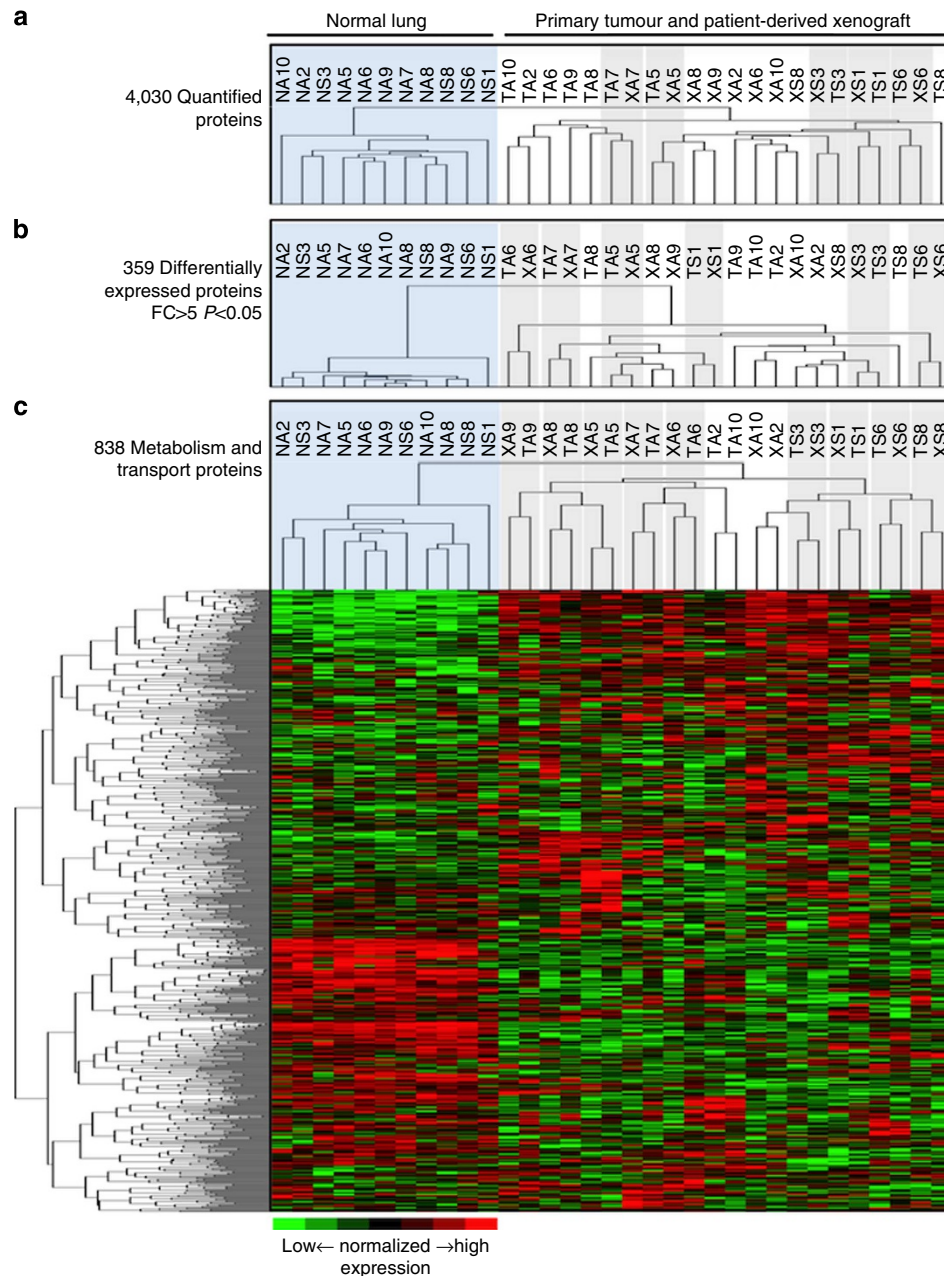 a
Normal lung
Primary tumour and patient-derived xenograft
4,030 Quantified
proteins
NA10 NA2 NS3 NA5 NA6 NA9 NA7 NA8 NS8 NS6 NS1 TA10 TA2 TA6 TA9 TA8 TA7 XA7 TA5 XA5 XA8 XA9 XA2 XA6 XA10 XS8 XS3 TS3 XS1 TS1 TS6 XS6 TS8
b
359 Differentially
expressed proteins
FC>5 P<0.05
NA2 NS3 NA5 NA7 NA6 NA10 NA8 NS8 NA9 NS6 NS1 TA6 XA6 TA7 XA7 TA8 TA5 XA5 XA8 XA9 TS1 XS1 TA9 TA10 TA2 XA10 XA2 XS8 XS3 TS3 TS8 TS6 XS6
c
838 Metabolism and
transport proteins
NA2 NS3 NA7 NA5 NA6 NA9 NS6 NA10 NA8 NS8 NS1 XA9 TA9 XA8 TA8 XA5 TA5 XA7 TA7 XA6 TA6 TA2 TA10 XA10 XA2 TS3 XS3 XS1 TS1 TS6 XS6 TS8 XS8
Low← normalized →high
expression